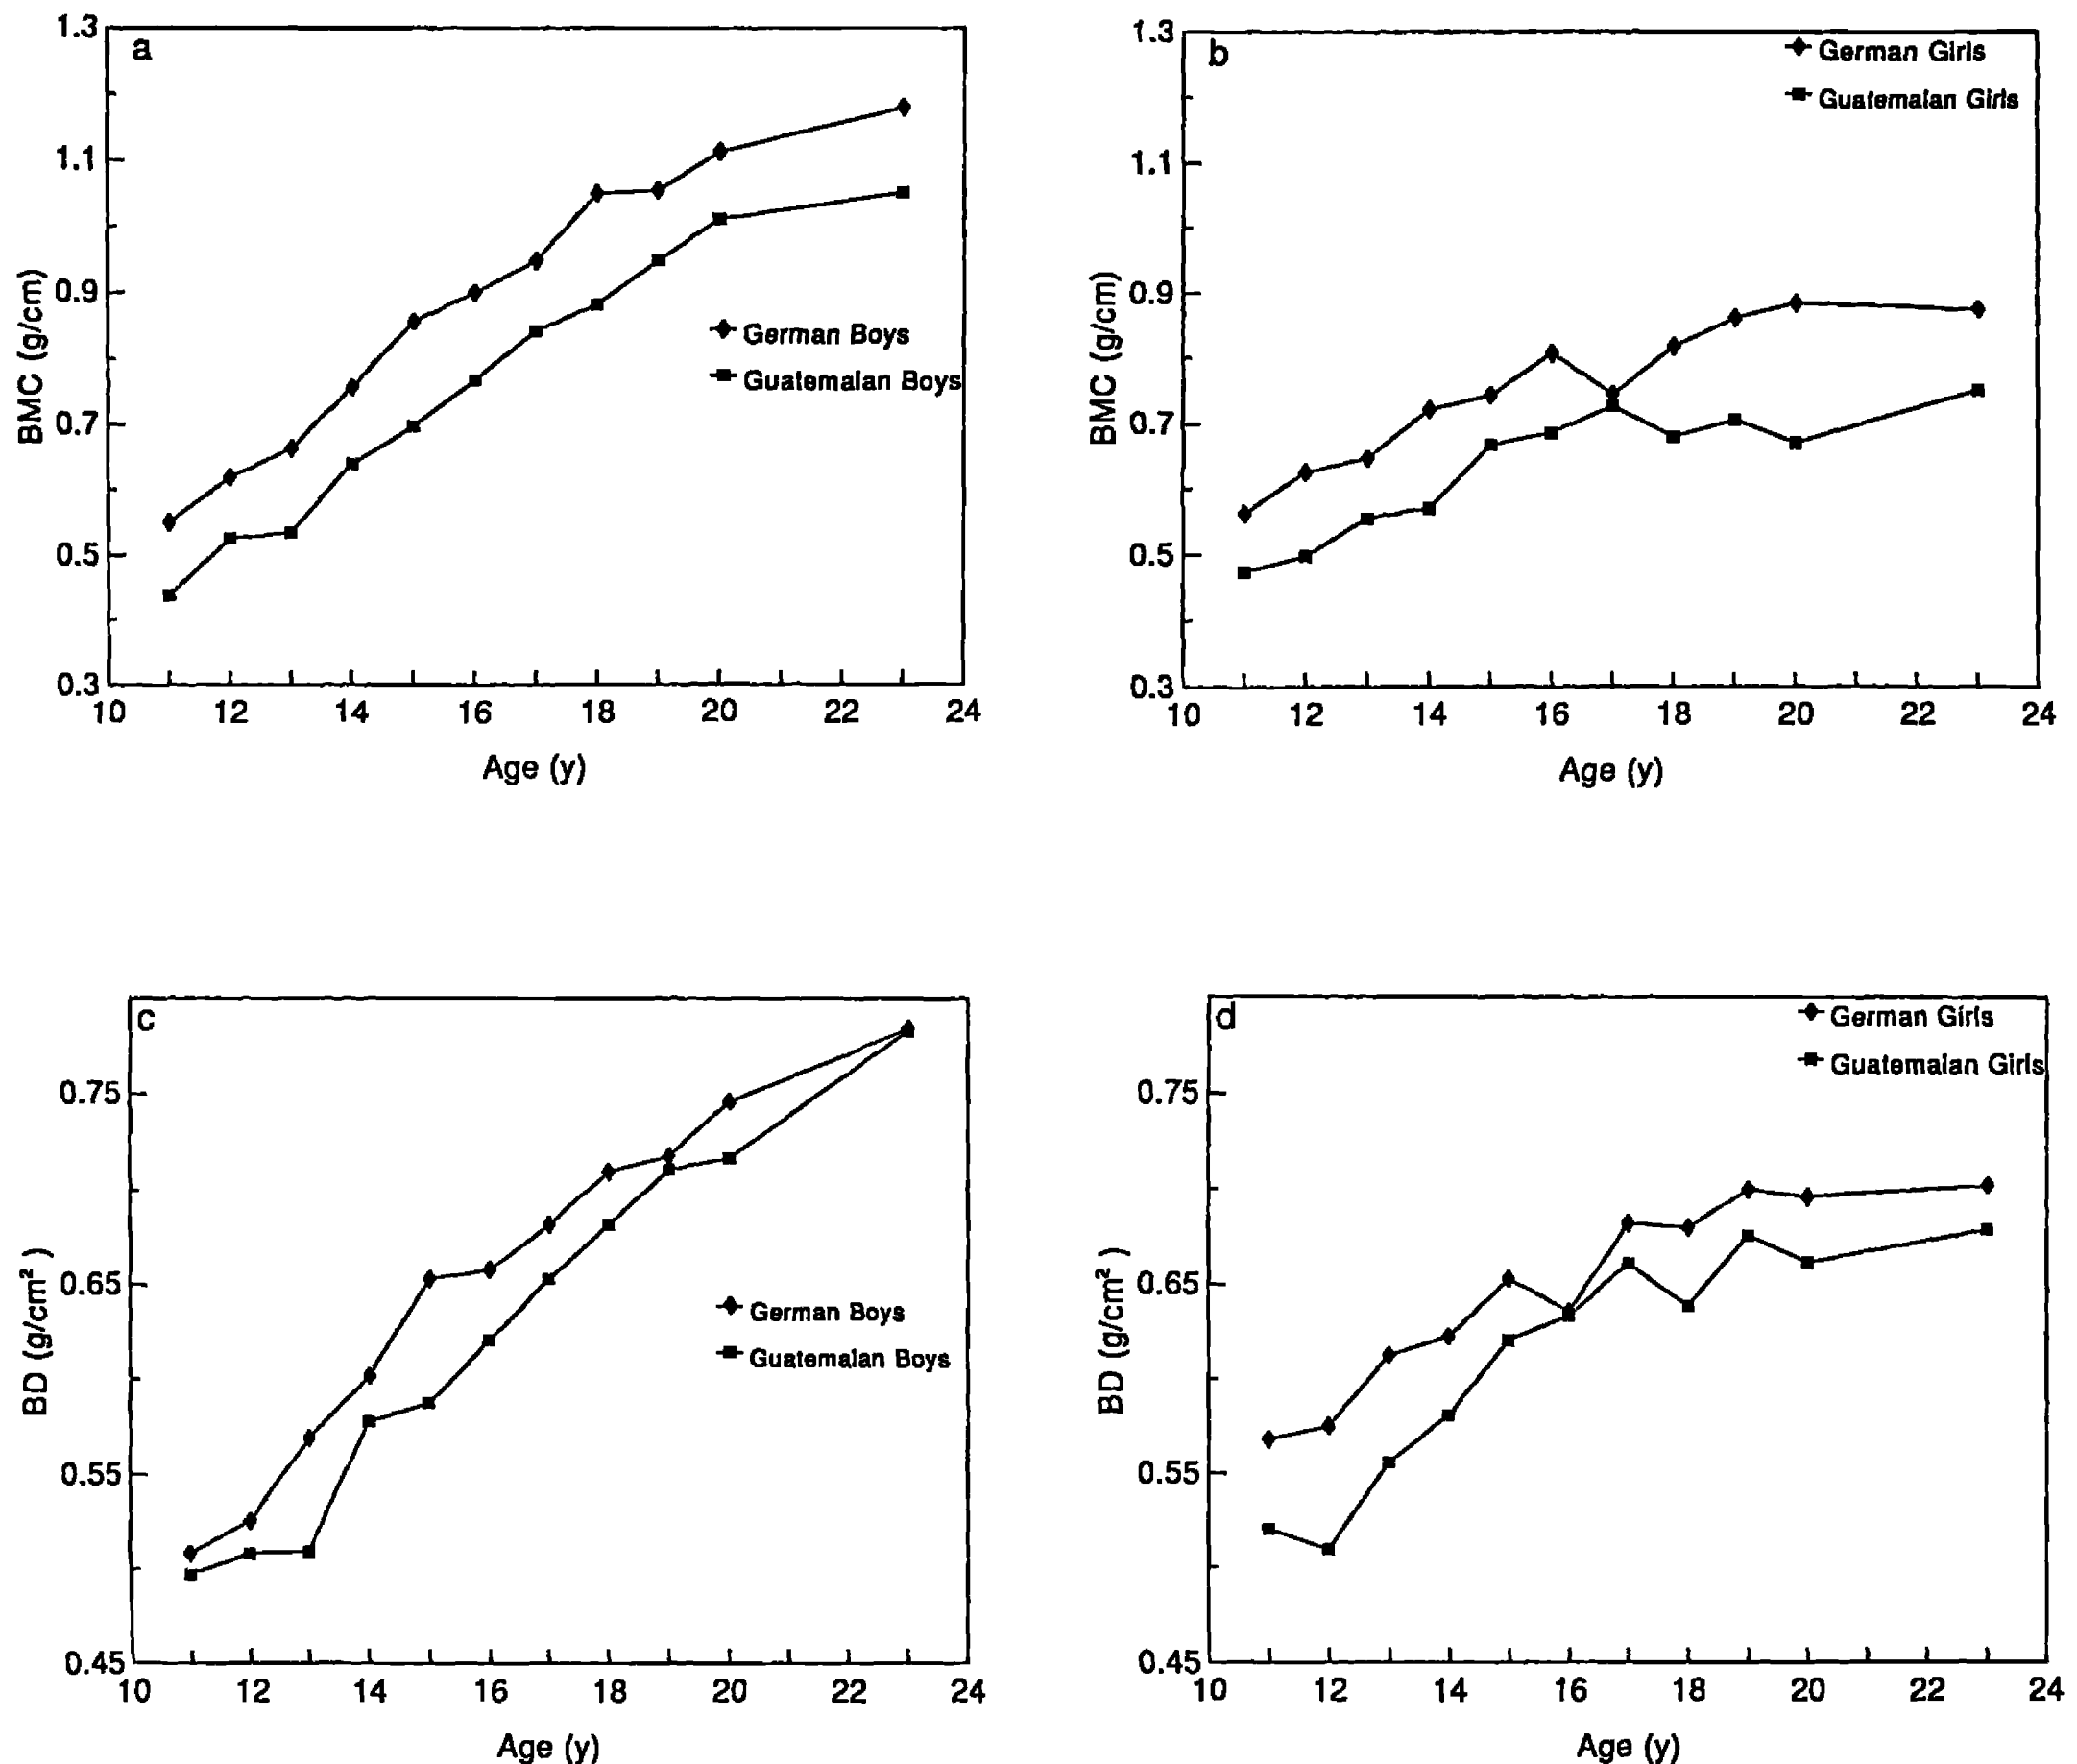 a
1.3
1.1
0.9
0.7
0.5
0.3
BMC (g/cm)
German Boys
Guatemalan Boys
10 12 14 16 18 20 22 24
Age (y)
b
1.3
1.1
0.9
0.7
0.5
0.3
BMC (g/cm)
German Girls
Guatemalan Girls
10 12 14 16 18 20 22 24
Age (y)
c
0.75
0.65
0.55
0.45
BD (g/cm²)
German Boys
Guatemalan Boys
10 12 14 16 18 20 22 24
Age (y)
d
0.75
0.65
0.55
0.45
BD (g/cm²)
German Girls
Guatemalan Girls
10 12 14 16 18 20 22 24
Age (y)